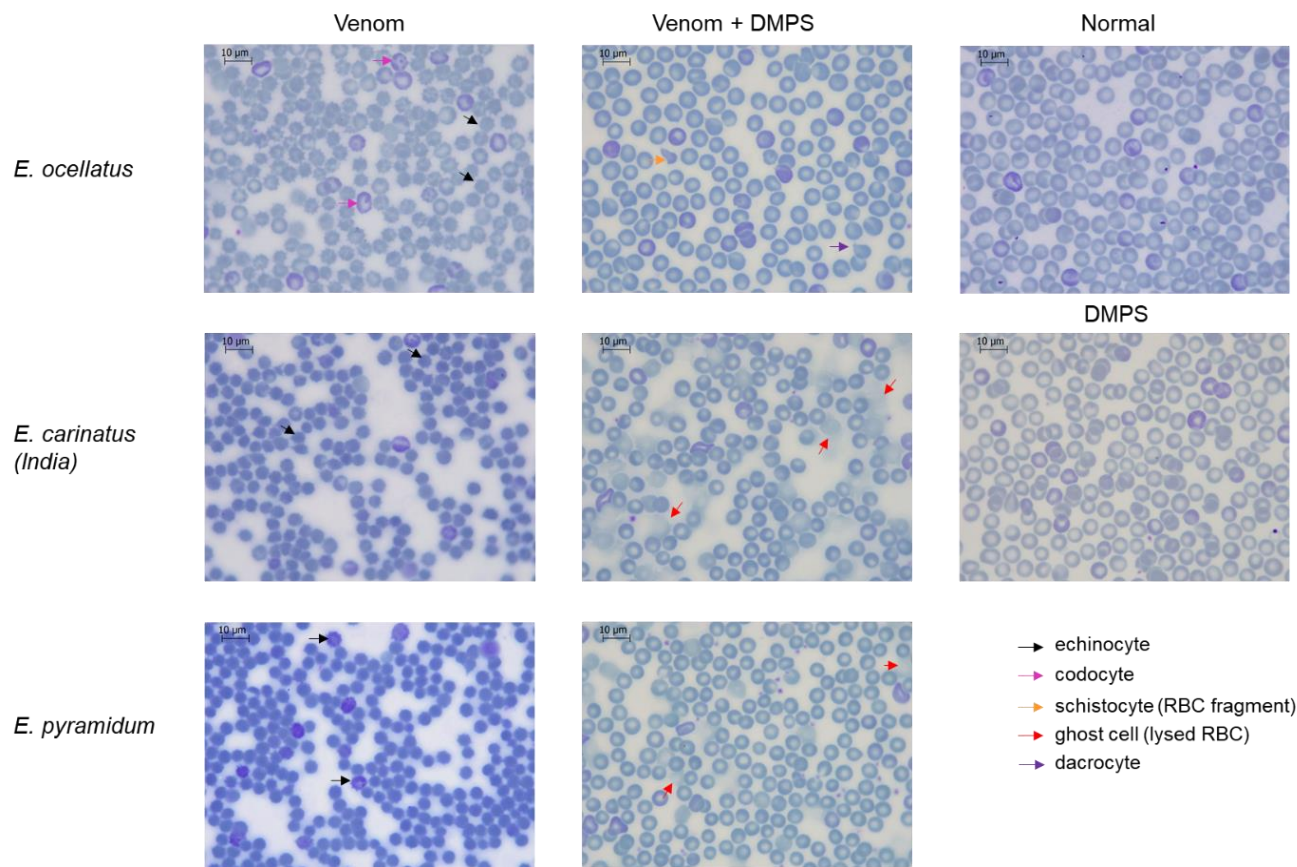 Venom
Venom + DMPS
Normal
10 µm
10 µm
10 µm
E. ocellatus
DMPS
10 µm
10 µm
10 µm
E. carinatus
(India)
10 µm
10 µm
E. pyramidum
echinocyte
codocyte
schistocyte (RBC fragment)
ghost cell (lysed RBC)
dacrocyte